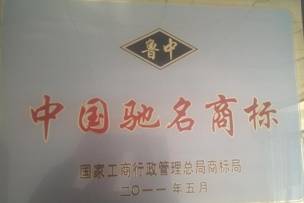 鲁中
中国驰名商标
国家工商行政管理总局商标局
二〇一一年五月